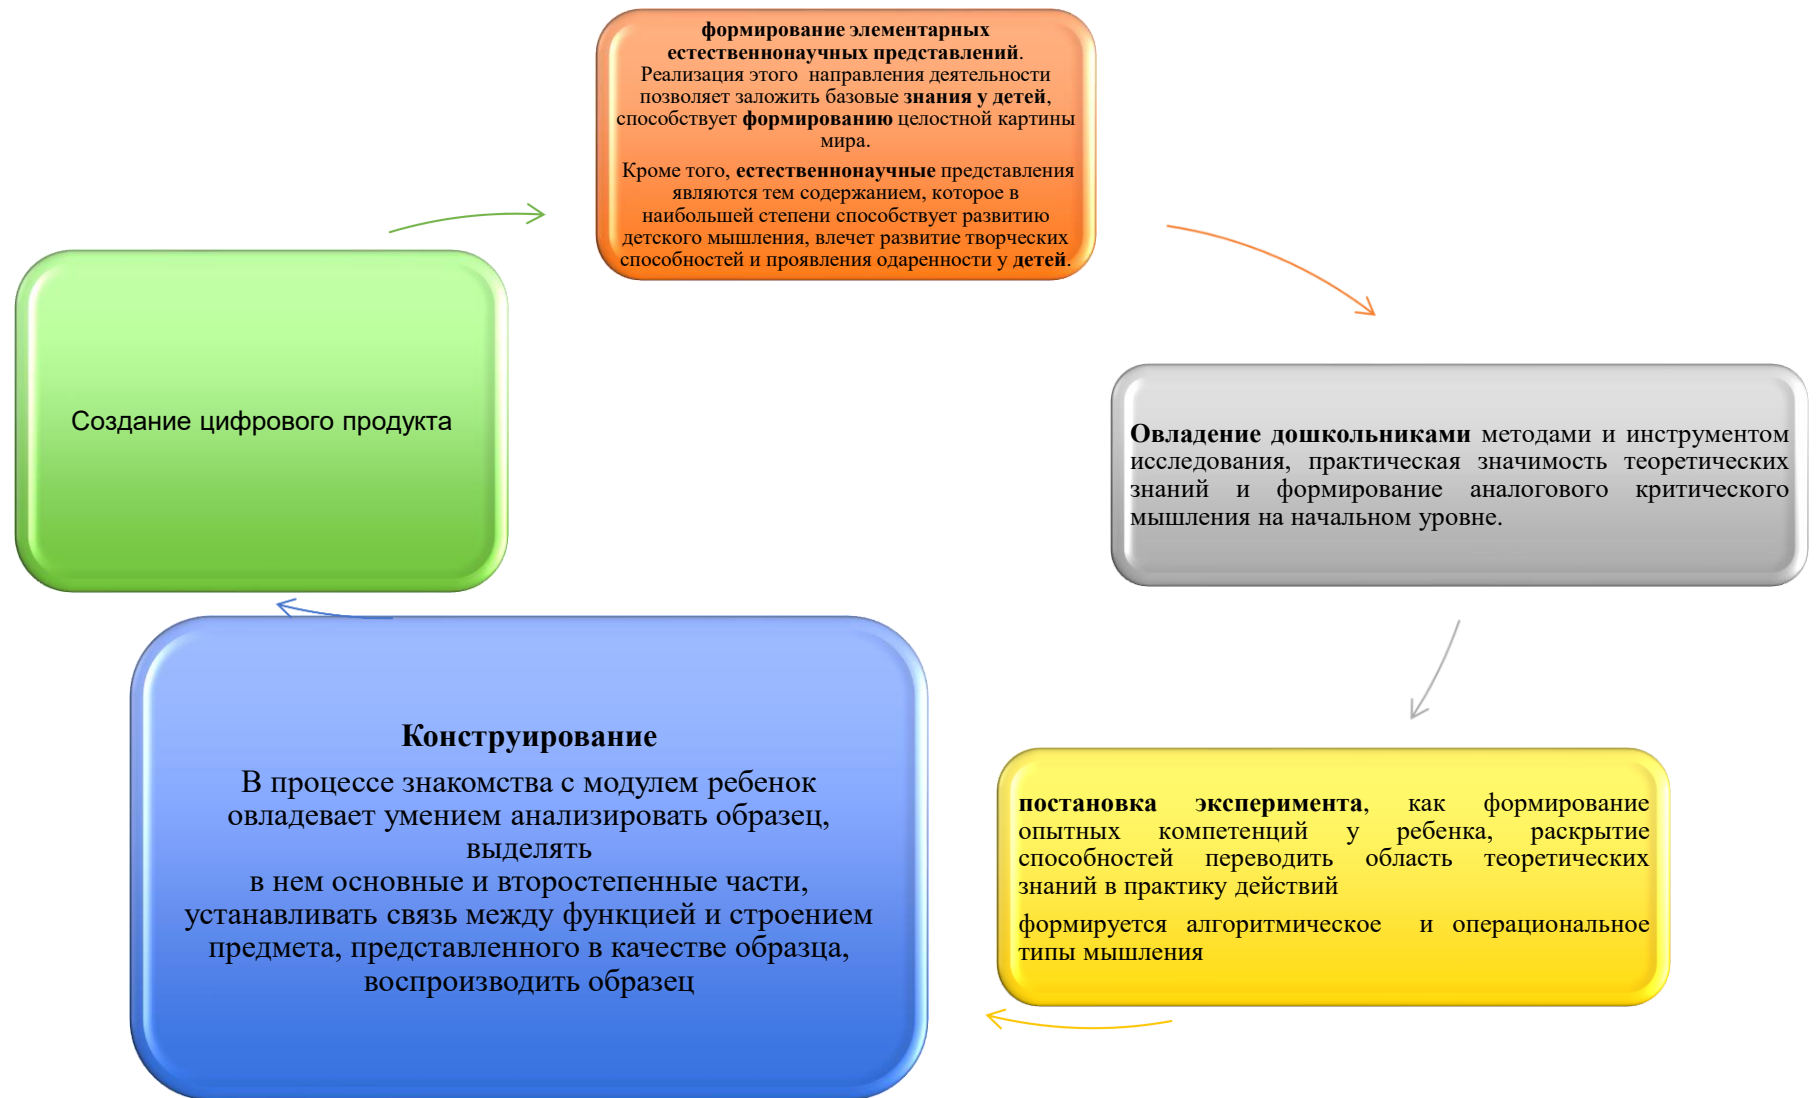 формирование элементарных
естественнонаучных представлений.
Реализация этого направления деятельности
позволяет заложить базовые знания у детей,
способствует формированию целостной картины
мира.
Кроме того, естественнонаучные представления
являются тем содержанием, которое в
наибольшей степени способствует развитию
детского мышления, влечет развитие творческих
способностей и проявления одаренности у детей.
Овладение дошкольниками методами и инструментом
исследования, практическая значимость теоретических
знаний и формирование аналогового критического
мышления на начальном уровне.
постановка эксперимента, как формирование
опытных компетенций у ребенка, раскрытие
способностей переводить область теоретических
знаний в практику действий
формируется алгоритмическое и операциональное
типы мышления
Конструирование
В процессе знакомства с модулем ребенок
овладевает умением анализировать образец,
выделять
в нем основные и второстепенные части,
устанавливать связь между функцией и строением
предмета, представленного в качестве образца,
воспроизводить образец
Создание цифрового продукта